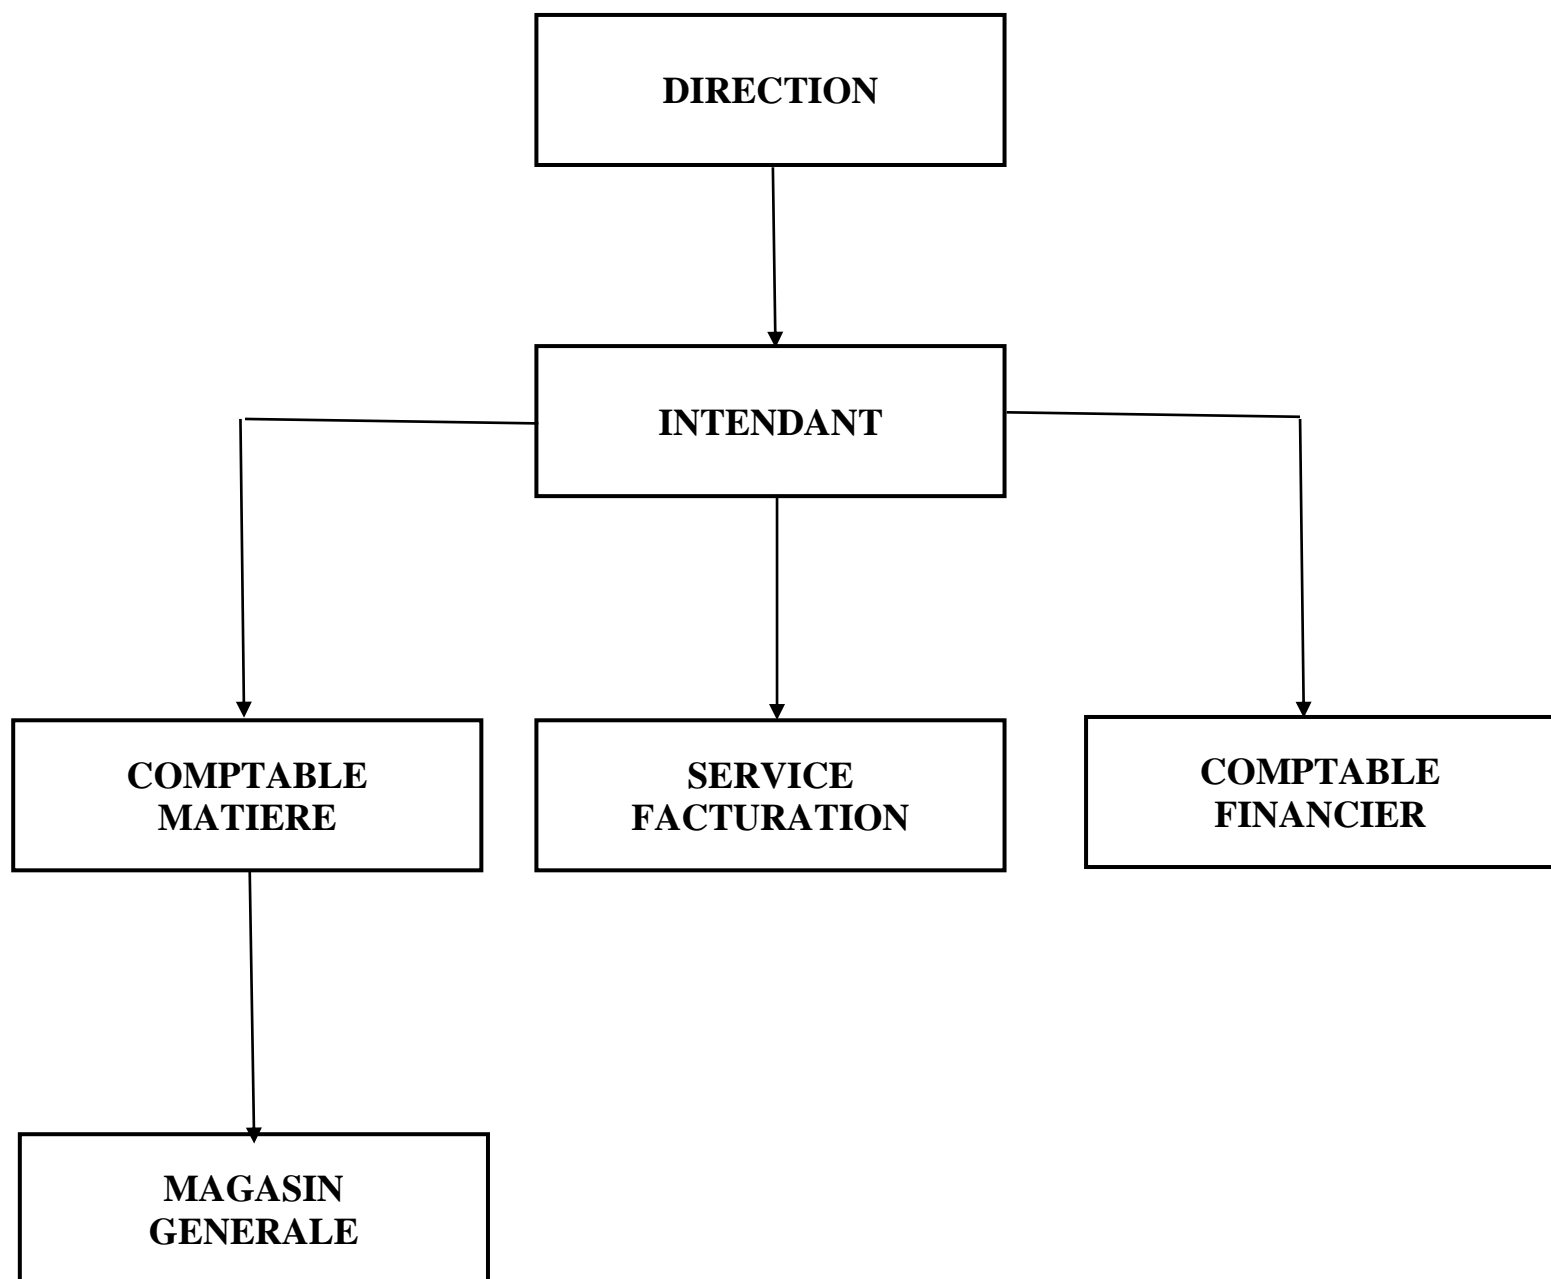 DIRECTION
INTENDANT
COMPTABLE
MATIERE
SERVICE
FACTURATION
COMPTABLE
FINANCIER
MAGASIN
GENERALE